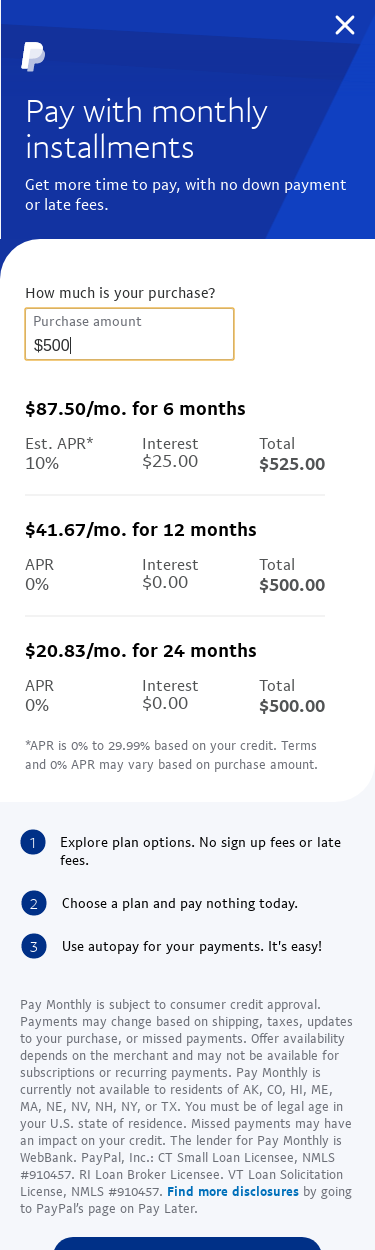 Pay with monthly
installments
Get more time to pay, with no down payment
or late fees.
How much is your purchase?
Purchase amount
$500
$87.50/mo. for 6 months
Est. APR* Interest Total
10% $25.00 $525.00
$41.67/mo. for 12 months
APR Interest Total
0% $0.00 $500.00
$20.83/mo. for 24 months
APR Interest Total
0% $0.00 $500.00
*APR is 0% to 29.99% based on your credit. Terms
and 0% APR may vary based on purchase amount.
1 Explore plan options. No sign up fees or late
fees.
2 Choose a plan and pay nothing today.
3 Use autopay for your payments. It's easy!
Pay Monthly is subject to consumer credit approval.
Payments may change based on shipping, taxes, updates
to your purchase, or missed payments. Offer availability
depends on the merchant and may not be available for
subscriptions or recurring payments. Pay Monthly is
currently not available to residents of AK, CO, HI, ME,
MA, NE, NV, NH, NY, or TX. You must be of legal age in
your U.S. state of residence. Missed payments may have
an impact on your credit. The lender for Pay Monthly is
WebBank. PayPal, Inc.: CT Small Loan Licensee, NMLS
#910457. RI Loan Broker Licensee. VT Loan Solicitation
License, NMLS #910457. Find more disclosures by going
to PayPal's page on Pay Later.